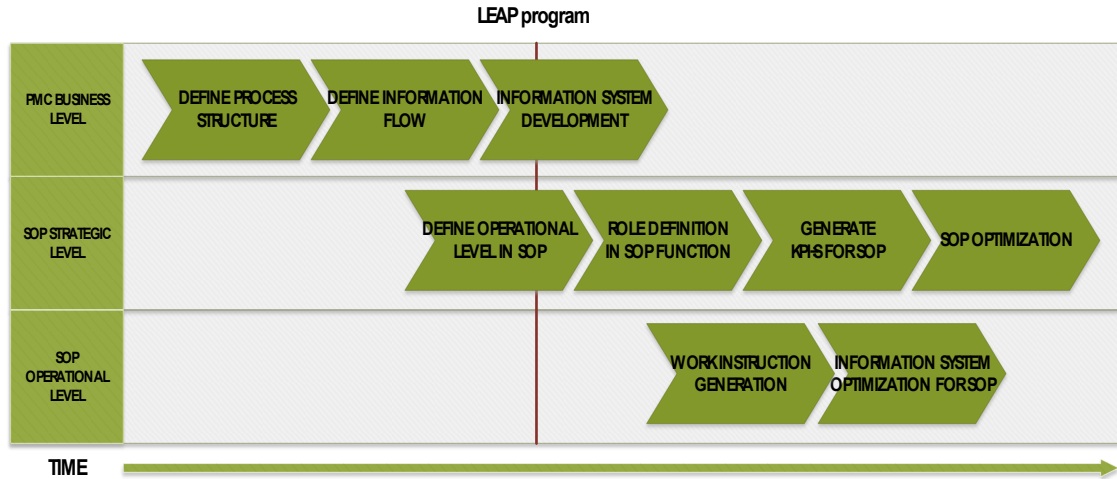 LEAP program
PMC BUSINESS
LEVEL
DEFINE PROCESS
STRUCTURE
DEFINE INFORMATION
FLOW
INFORMATION SYSTEM
DEVELOPMENT
SOP STRATEGIC
LEVEL
DEFINE OPERATIONAL
LEVEL IN SOP
ROLE DEFINITION
IN SOP FUNCTION
GENERATE
KPI-S FOR SOP
SOP OPTIMIZATION
SOP
OPERATIONAL
LEVEL
WORK INSTRUCTION
GENERATION
INFORMATION SYSTEM
OPTIMIZATION FOR SOP
TIME